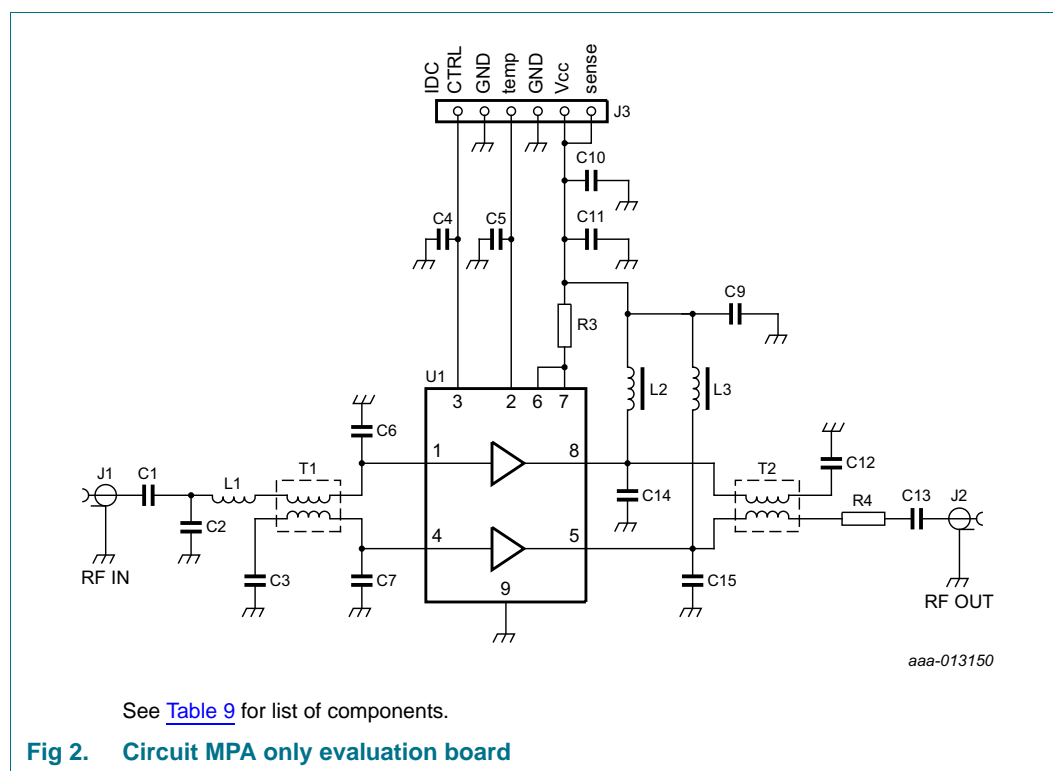 IDC
CTRL
GND
temp
GND
Vcc
sense
J3
C10
C4
C5
C11
C9
R3
U1
L2
L3
3
2
6
7
C6
1
8
J1
C1
L1
T1
T2
C12
C14
R4
C13
J2
C2
4
5
C3
C7
C15
9
RF IN
RF OUT
aaa-013150
See Table 9 for list of components.
Fig 2. Circuit MPA only evaluation board